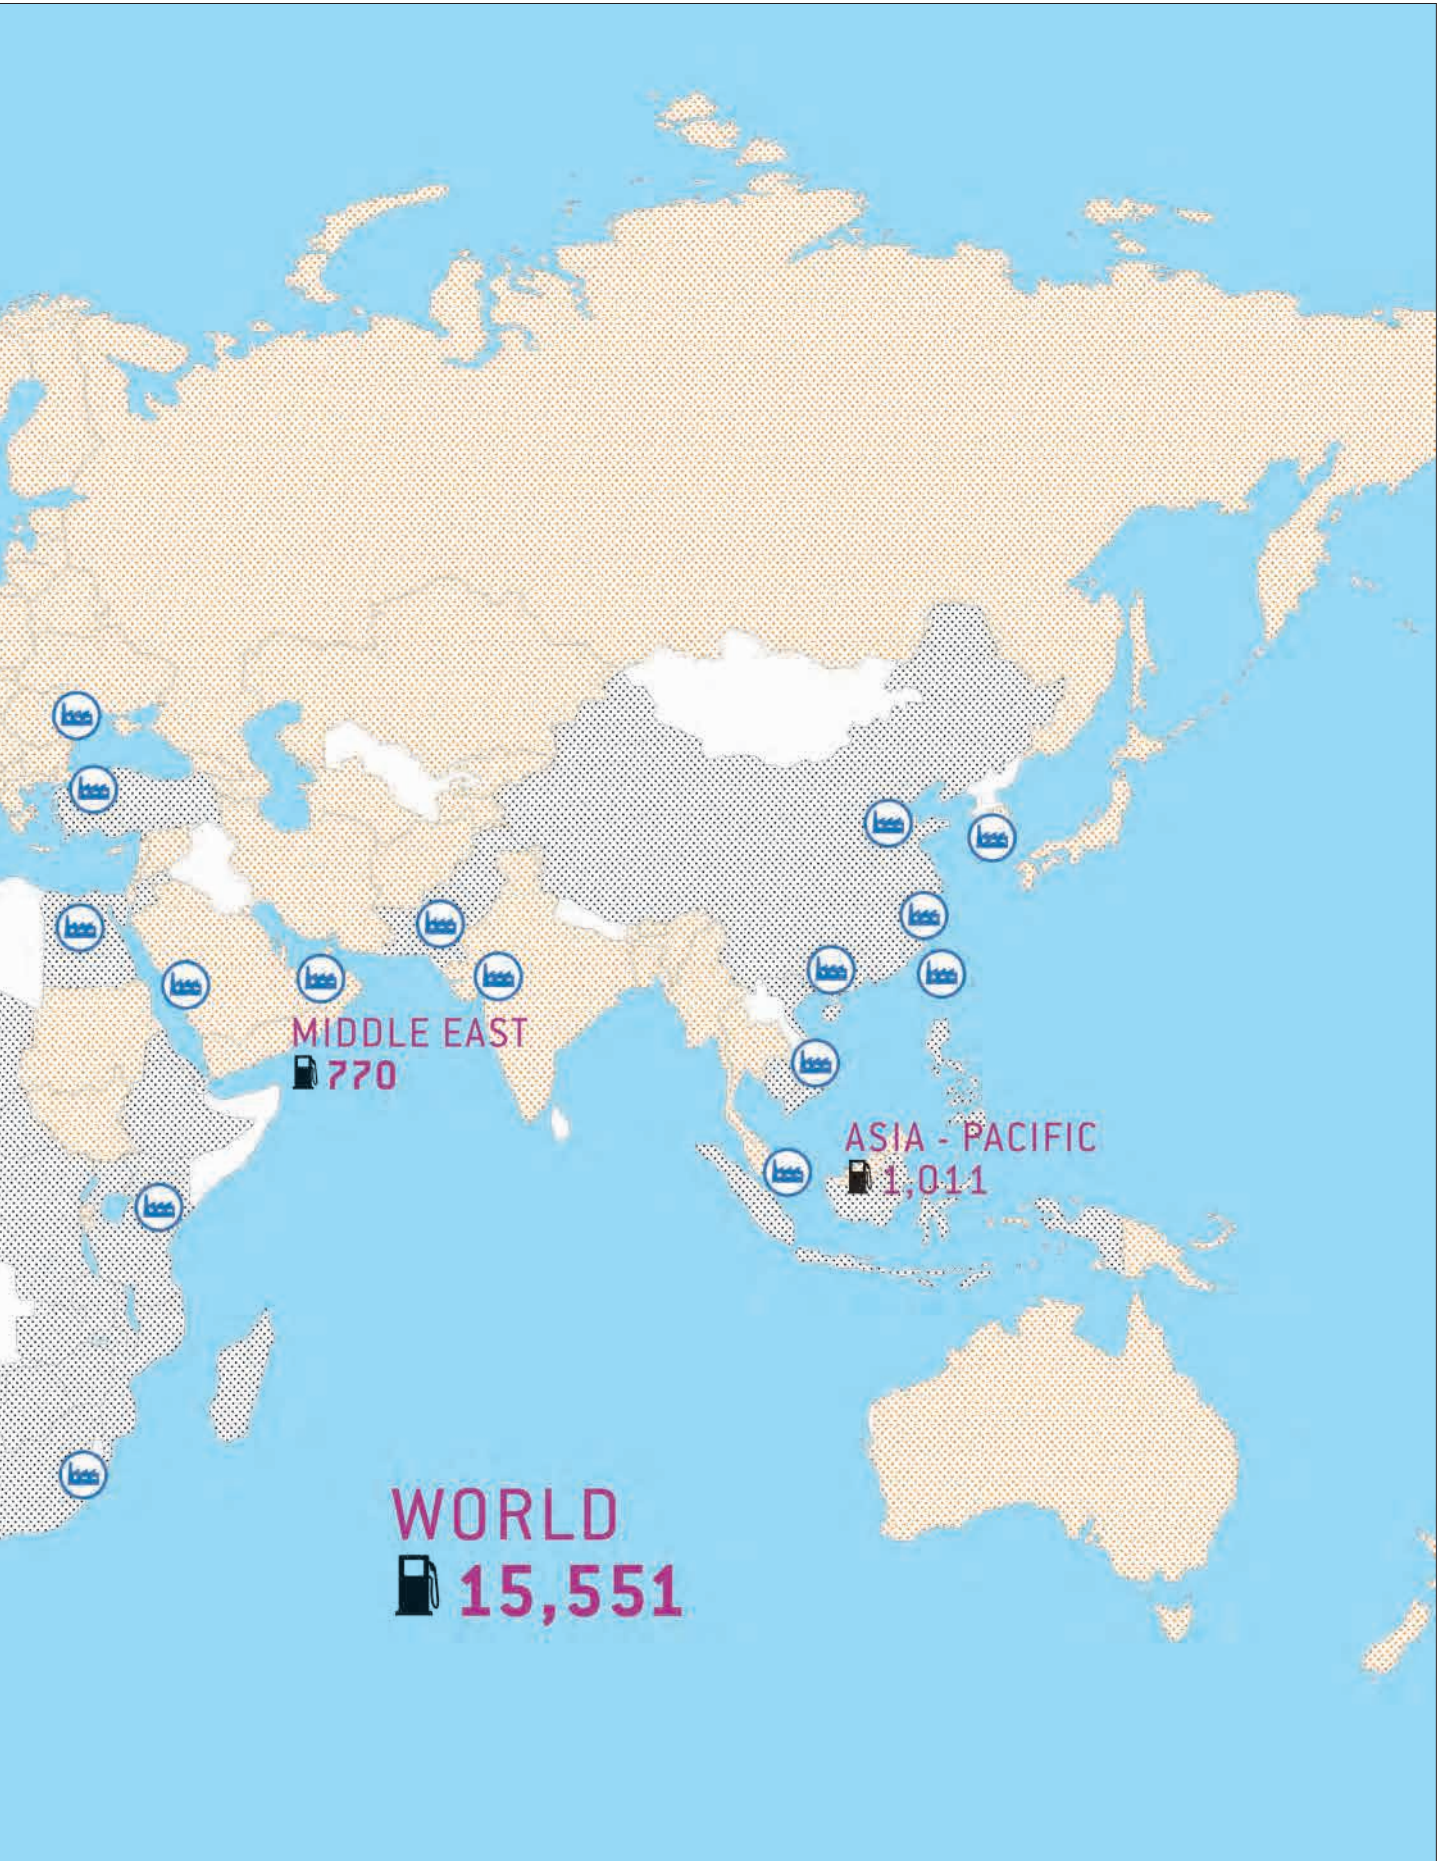 MIDDLE EAST
770
ASIA - PACIFIC
1,011
WORLD
15,551